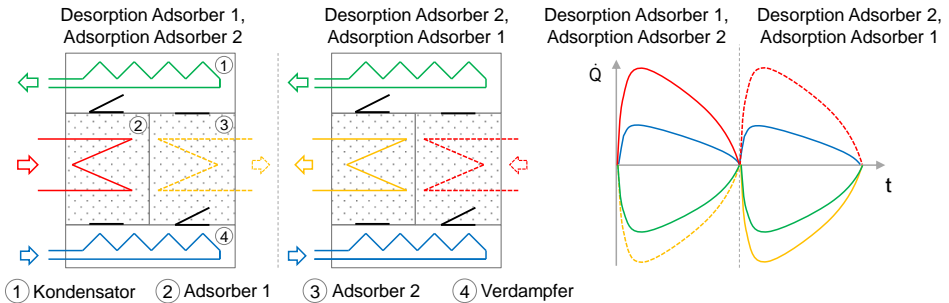 Desorption Adsorber 1,
Adsorption Adsorber 2
Desorption Adsorber 2,
Adsorption Adsorber 1
Desorption Adsorber 1,
Adsorption Adsorber 2
Desorption Adsorber 2,
Adsorption Adsorber 1
1
2
3
4
Q̇
t
1 Kondensator 2 Adsorber 1 3 Adsorber 2 4 Verdampfer